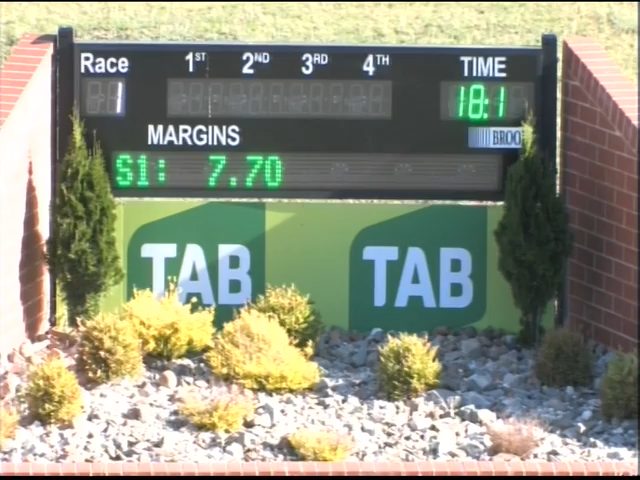 Race 1ST 2ND 3RD 4TH TIME
1 18:1
MARGINS BROO
S1: 7.70
TAB TAB